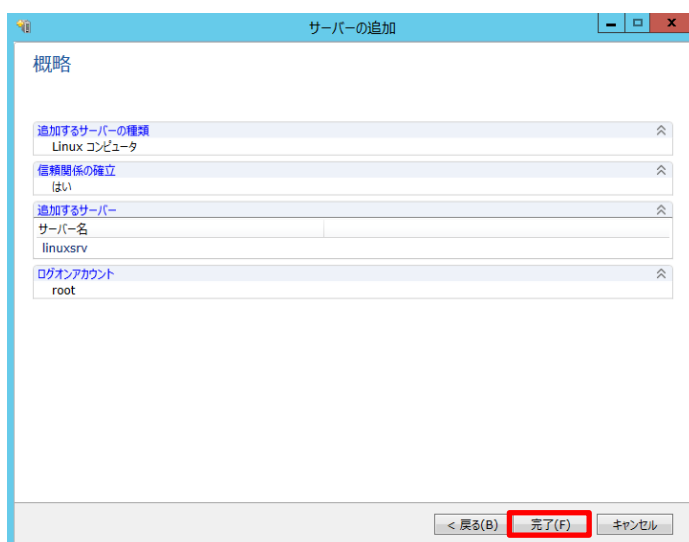 サーバーの追加
概略
追加するサーバーの種類
Linux コンピュータ
信頼関係の確立
はい
追加するサーバー
サーバー名
linuxsrv
ログオンアカウント
root
< 戻る(B) 完了(F) キャンセル